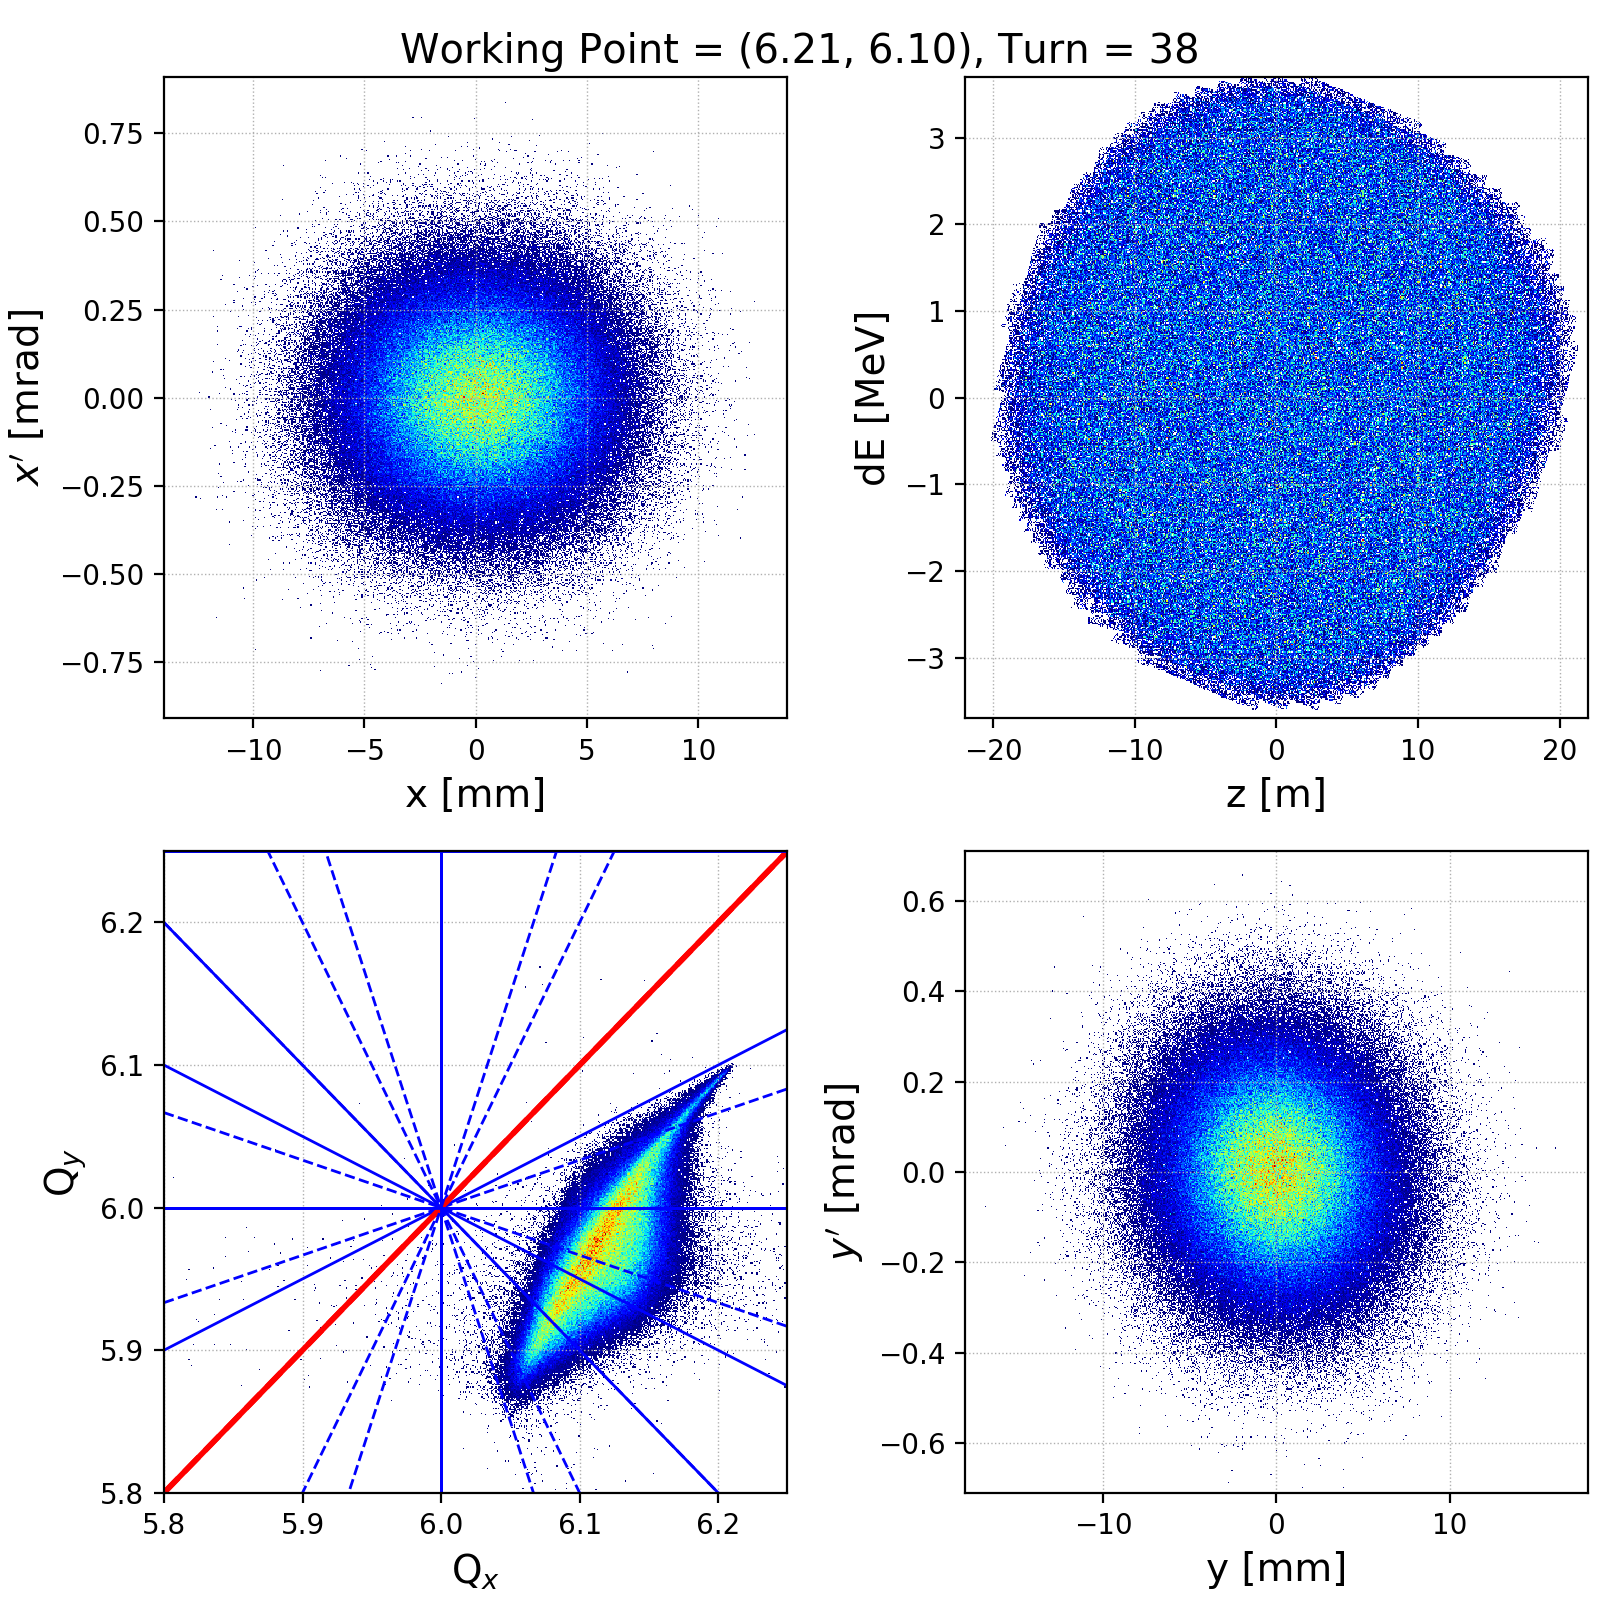 Working Point = (6.21, 6.10), Turn = 38
0.75
0.50
0.25
0.00
−0.25
−0.50
−0.75
x′ [mrad]
−10 −5 0 5 10
x [mm]
3
2
1
0
−1
−2
−3
dE [MeV]
−20 −10 0 10 20
z [m]
6.2
6.1
6.0
5.9
5.8
Qy
5.8 5.9 6.0 6.1 6.2
Qx
0.6
0.4
0.2
0.0
−0.2
−0.4
−0.6
y′ [mrad]
−10 0 10
y [mm]